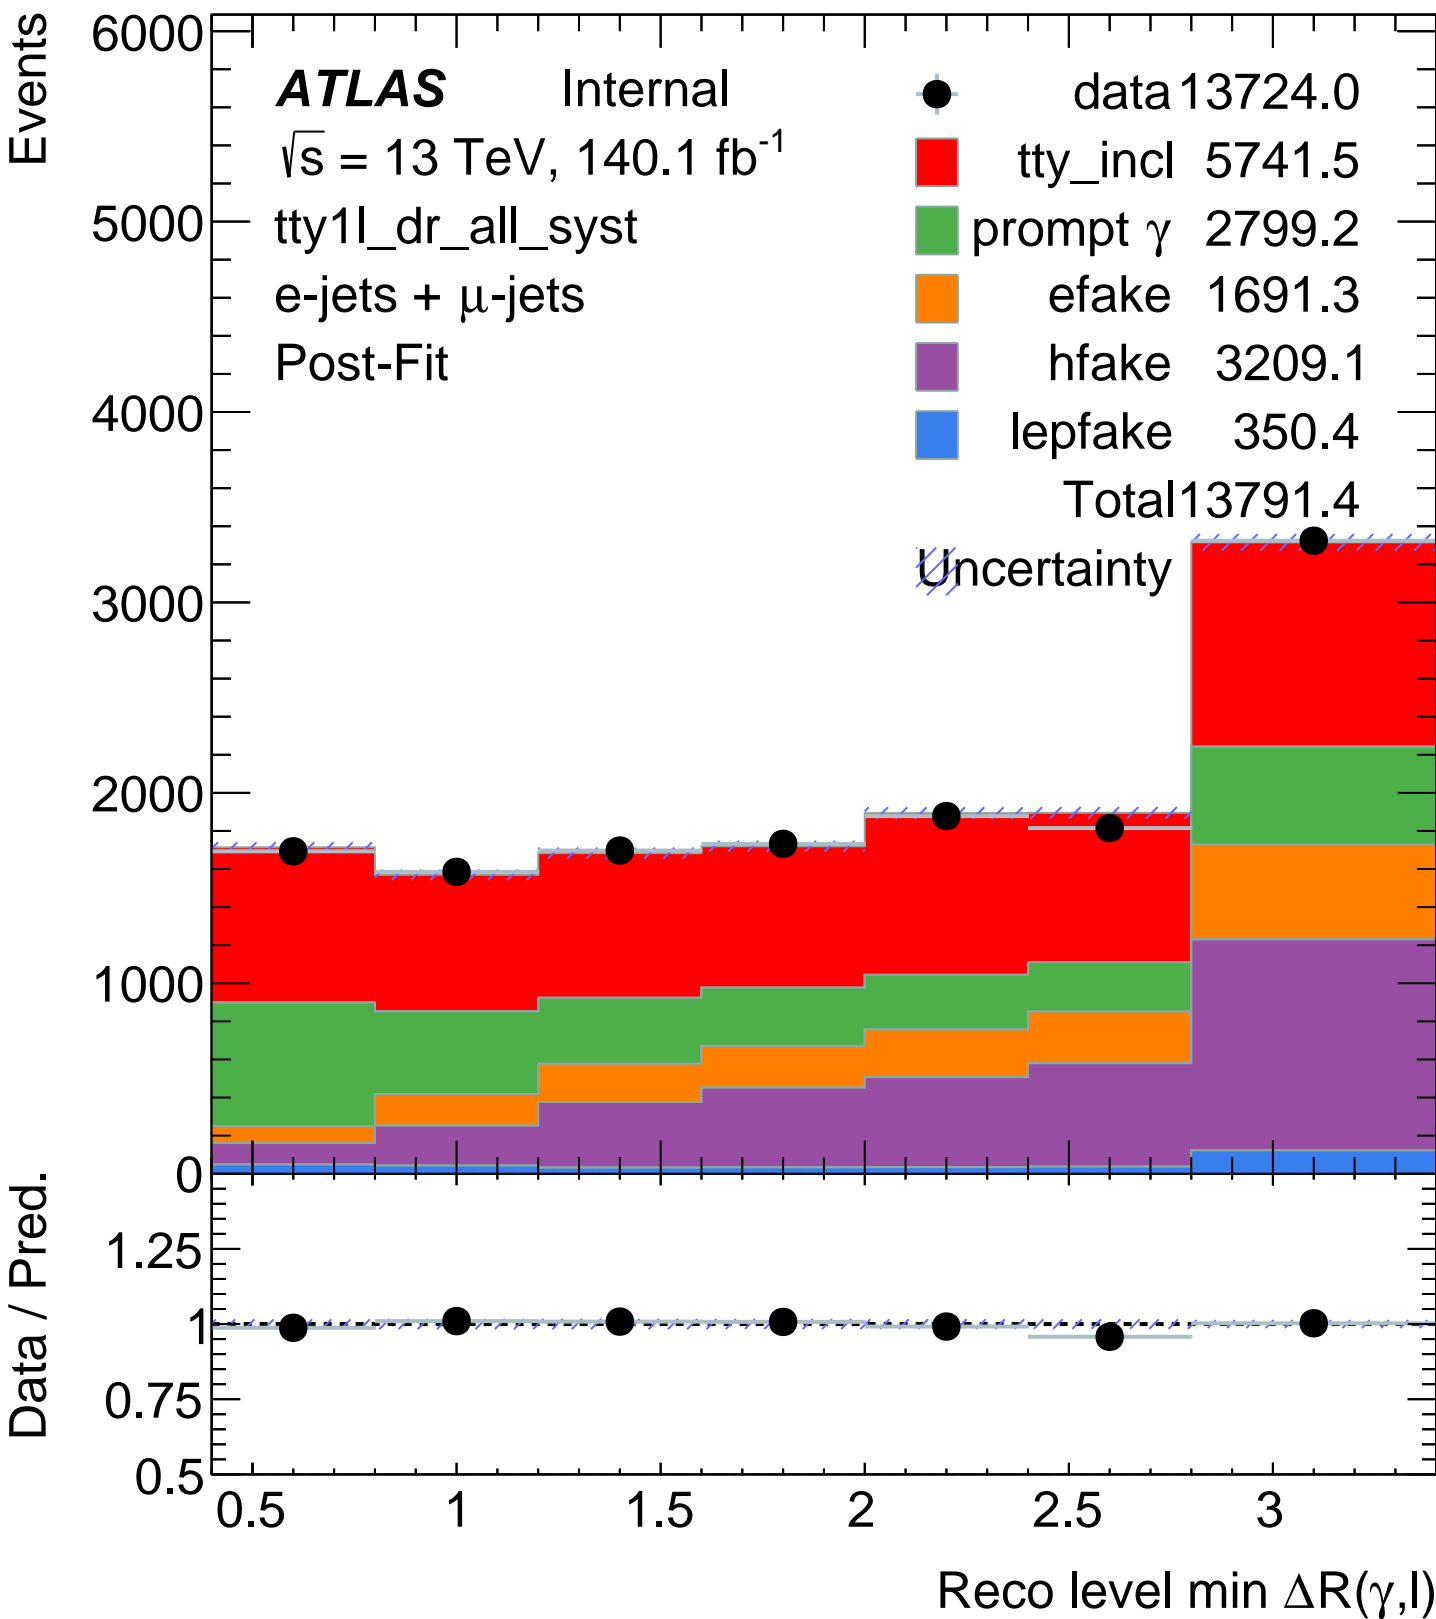 Events
6000
5000
4000
3000
2000
1000
0
ATLAS Internal
√s = 13 TeV, 140.1 fb-1
tty1l_dr_all_syst
e-jets + μ-jets
Post-Fit
data 13724.0
tty_incl 5741.5
prompt γ 2799.2
efake 1691.3
hfake 3209.1
lepfake 350.4
Total 13791.4
Uncertainty
Data / Pred.
1.25
1
0.75
0.5
0.5 1 1.5 2 2.5 3
Reco level min ΔR(γ,l)